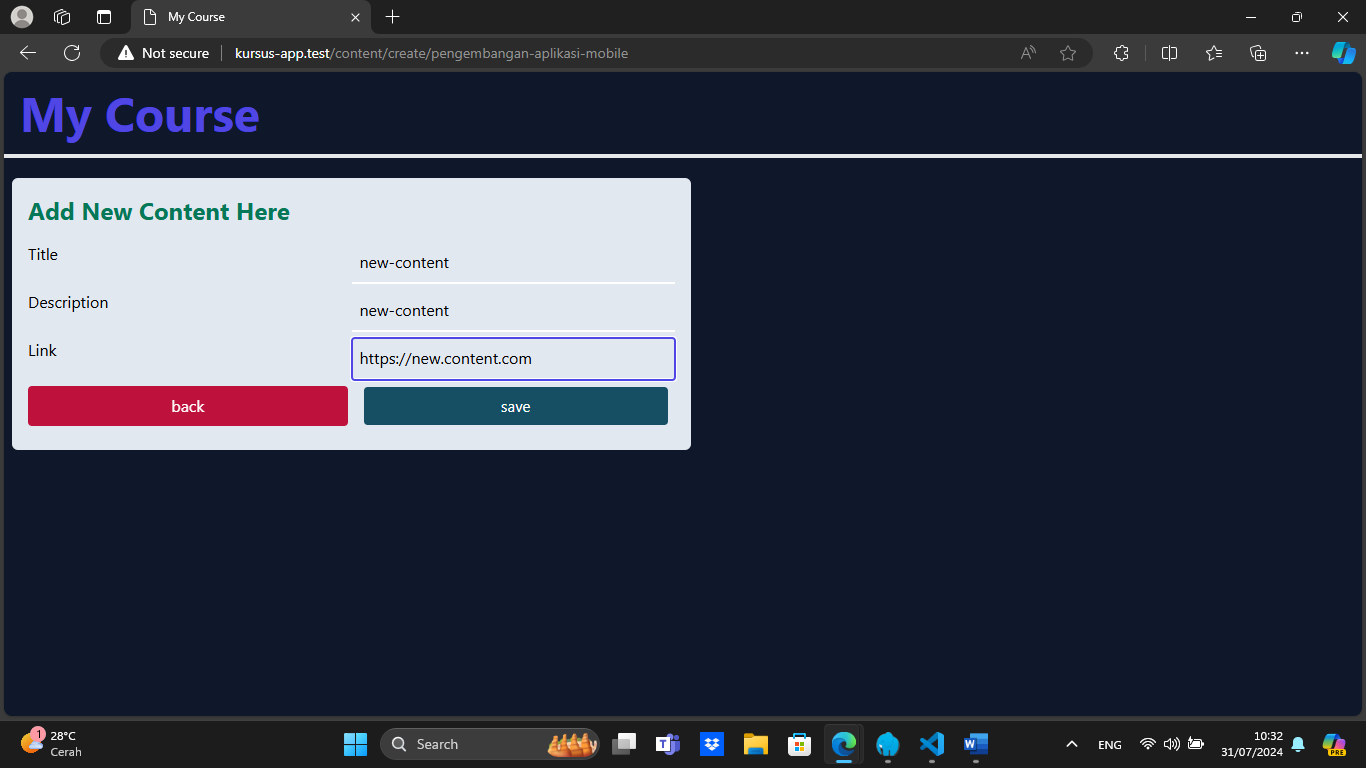 My Course
Not secure kursus-app.test/content/create/pengembangan-aplikasi-mobile
My Course
Add New Content Here
Title new-content
Description new-content
Link https://new.content.com
back save
1 28°C
Cerah
Search
ENG
10:32
31/07/2024
PRE